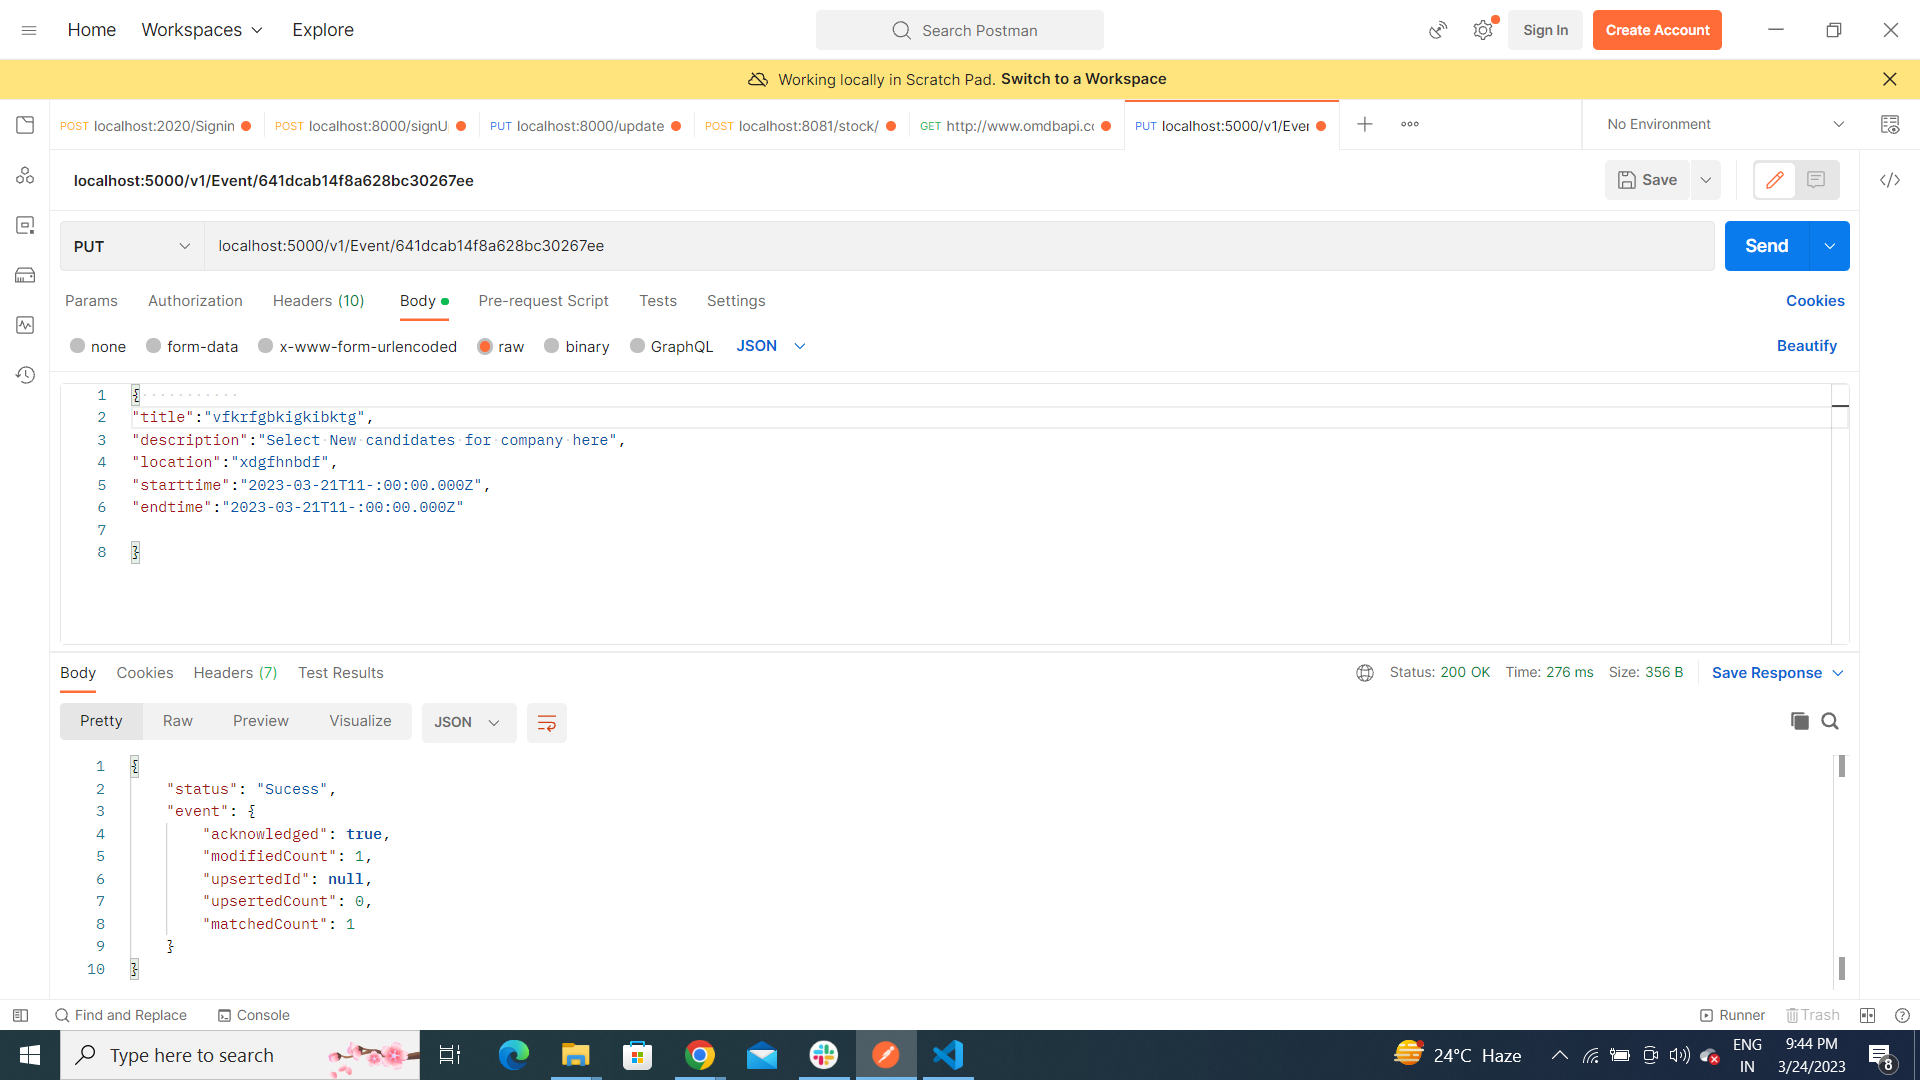 Home Workspaces Explore Search Postman Sign In Create Account
Working locally in Scratch Pad. Switch to a Workspace
POST localhost:2020/Signin POST localhost:8000/signU PUT localhost:8000/update POST localhost:8081/stock/ GET http://www.omdbapi.co PUT localhost:5000/v1/Ever No Environment
localhost:5000/v1/Event/641dcab14f8a628bc30267ee Save
PUT localhost:5000/v1/Event/641dcab14f8a628bc30267ee Send
Params Authorization Headers (10) Body Pre-request Script Tests Settings Cookies
none form-data x-www-form-urlencoded raw binary GraphQL JSON Beautify
1 {
2 "title":"vfkrfgbkigkibktg",
3 "description":"Select New candidates for company here",
4 "location":"xdgfhnbdf",
5 "starttime":"2023-03-21T11-:00:00.000Z",
6 "endtime":"2023-03-21T11-:00:00.000Z"
7
8 }
Body Cookies Headers (7) Test Results Status: 200 OK Time: 276 ms Size: 356 B Save Response
Pretty Raw Preview Visualize JSON
1 {
2 "status": "Sucess",
3 "event": {
4 "acknowledged": true,
5 "modifiedCount": 1,
6 "upsertedId": null,
7 "upsertedCount": 0,
8 "matchedCount": 1
9 }
10 }
Find and Replace Console Runner Trash
Type here to search 24°C Haze ENG IN 9:44 PM 3/24/2023 8